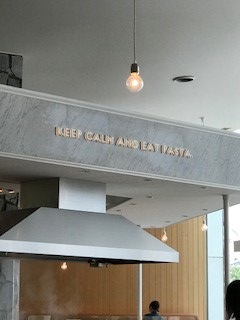 KEEP CALM AND EAT PASTA.